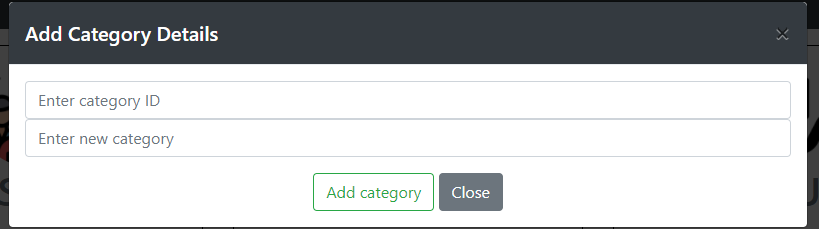 Add Category Details ×
Enter category ID
Enter new category
Add category Close